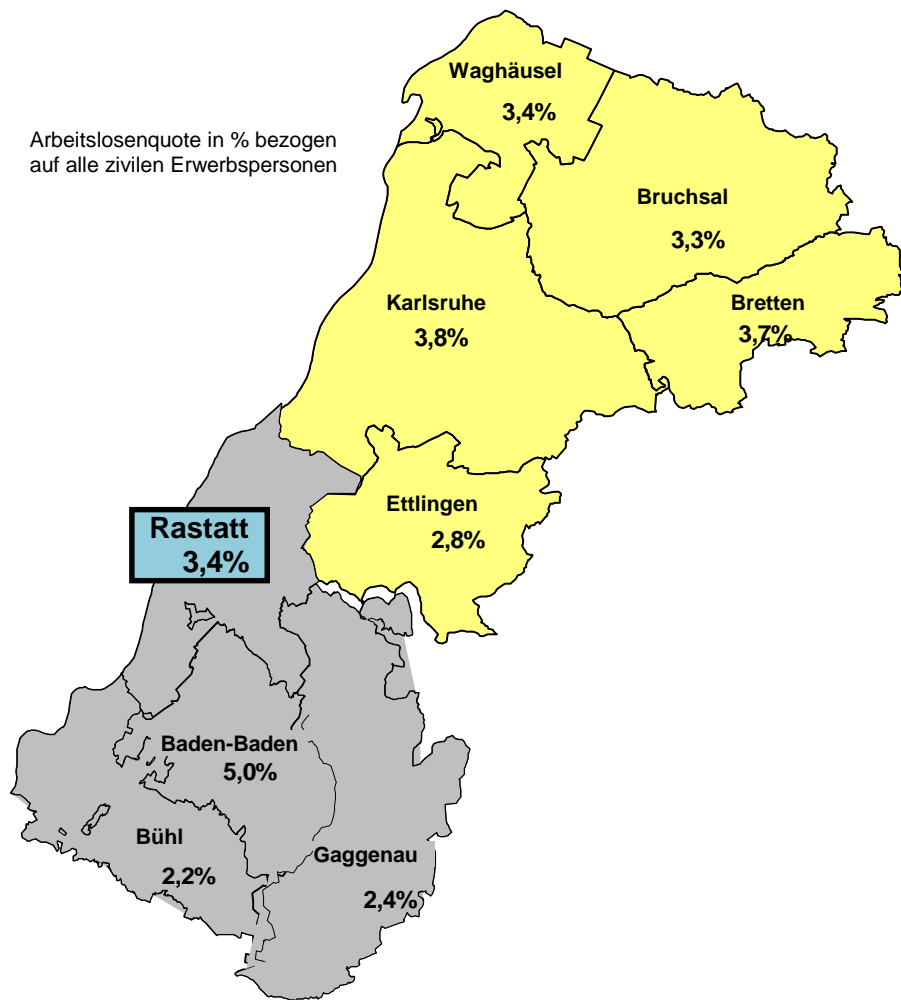 Waghäusel
3,4%
Arbeitslosenquote in % bezogen
auf alle zivilen Erwerbspersonen
Bruchsal
3,3%
Karlsruhe
3,8%
Bretten
3,7%
Ettlingen
2,8%
Rastatt
3,4%
Baden-Baden
5,0%
Bühl
2,2%
Gaggenau
2,4%